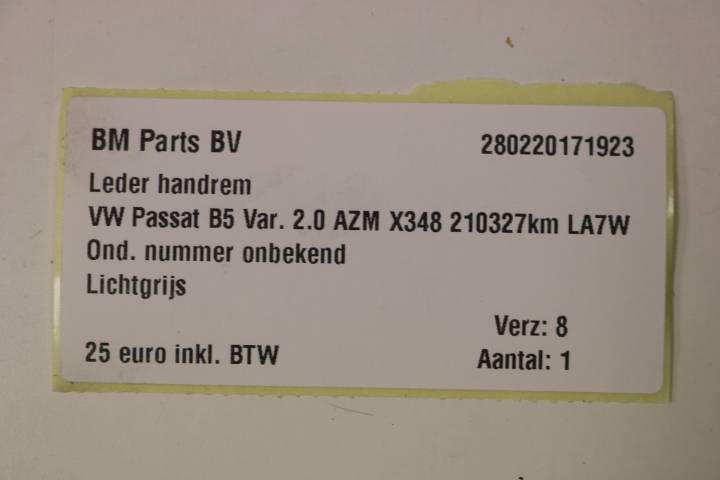 BM Parts BV 280220171923
Leder handrem
VW Passat B5 Var. 2.0 AZM X348 210327km LA7W
Ond. nummer onbekend
Lichtgrijs
Verz: 8
25 euro inkl. BTW Aantal: 1